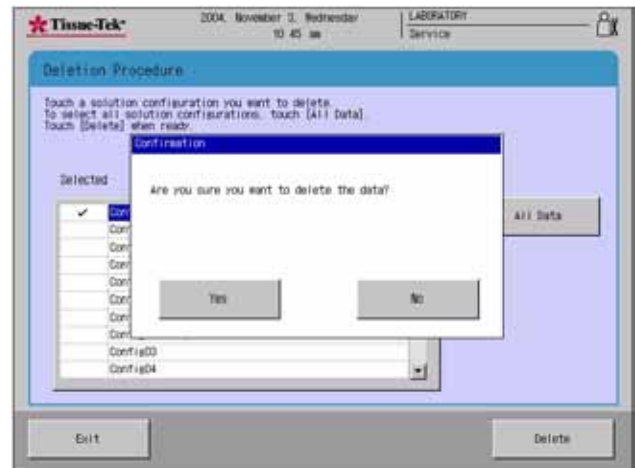 Tissue-Tek
2004, November 3, Wednesday
10 45 am
LABORATORY
Service
Deletion Procedure
Touch a solution configuration you want to delete.
To select all solution configurations, touch [All Data].
Touch [Delete] when ready.
Confirmation
Are you sure you want to delete the data?
Selected
All Data
Yes
No
Config03
Config04
Exit
Delete